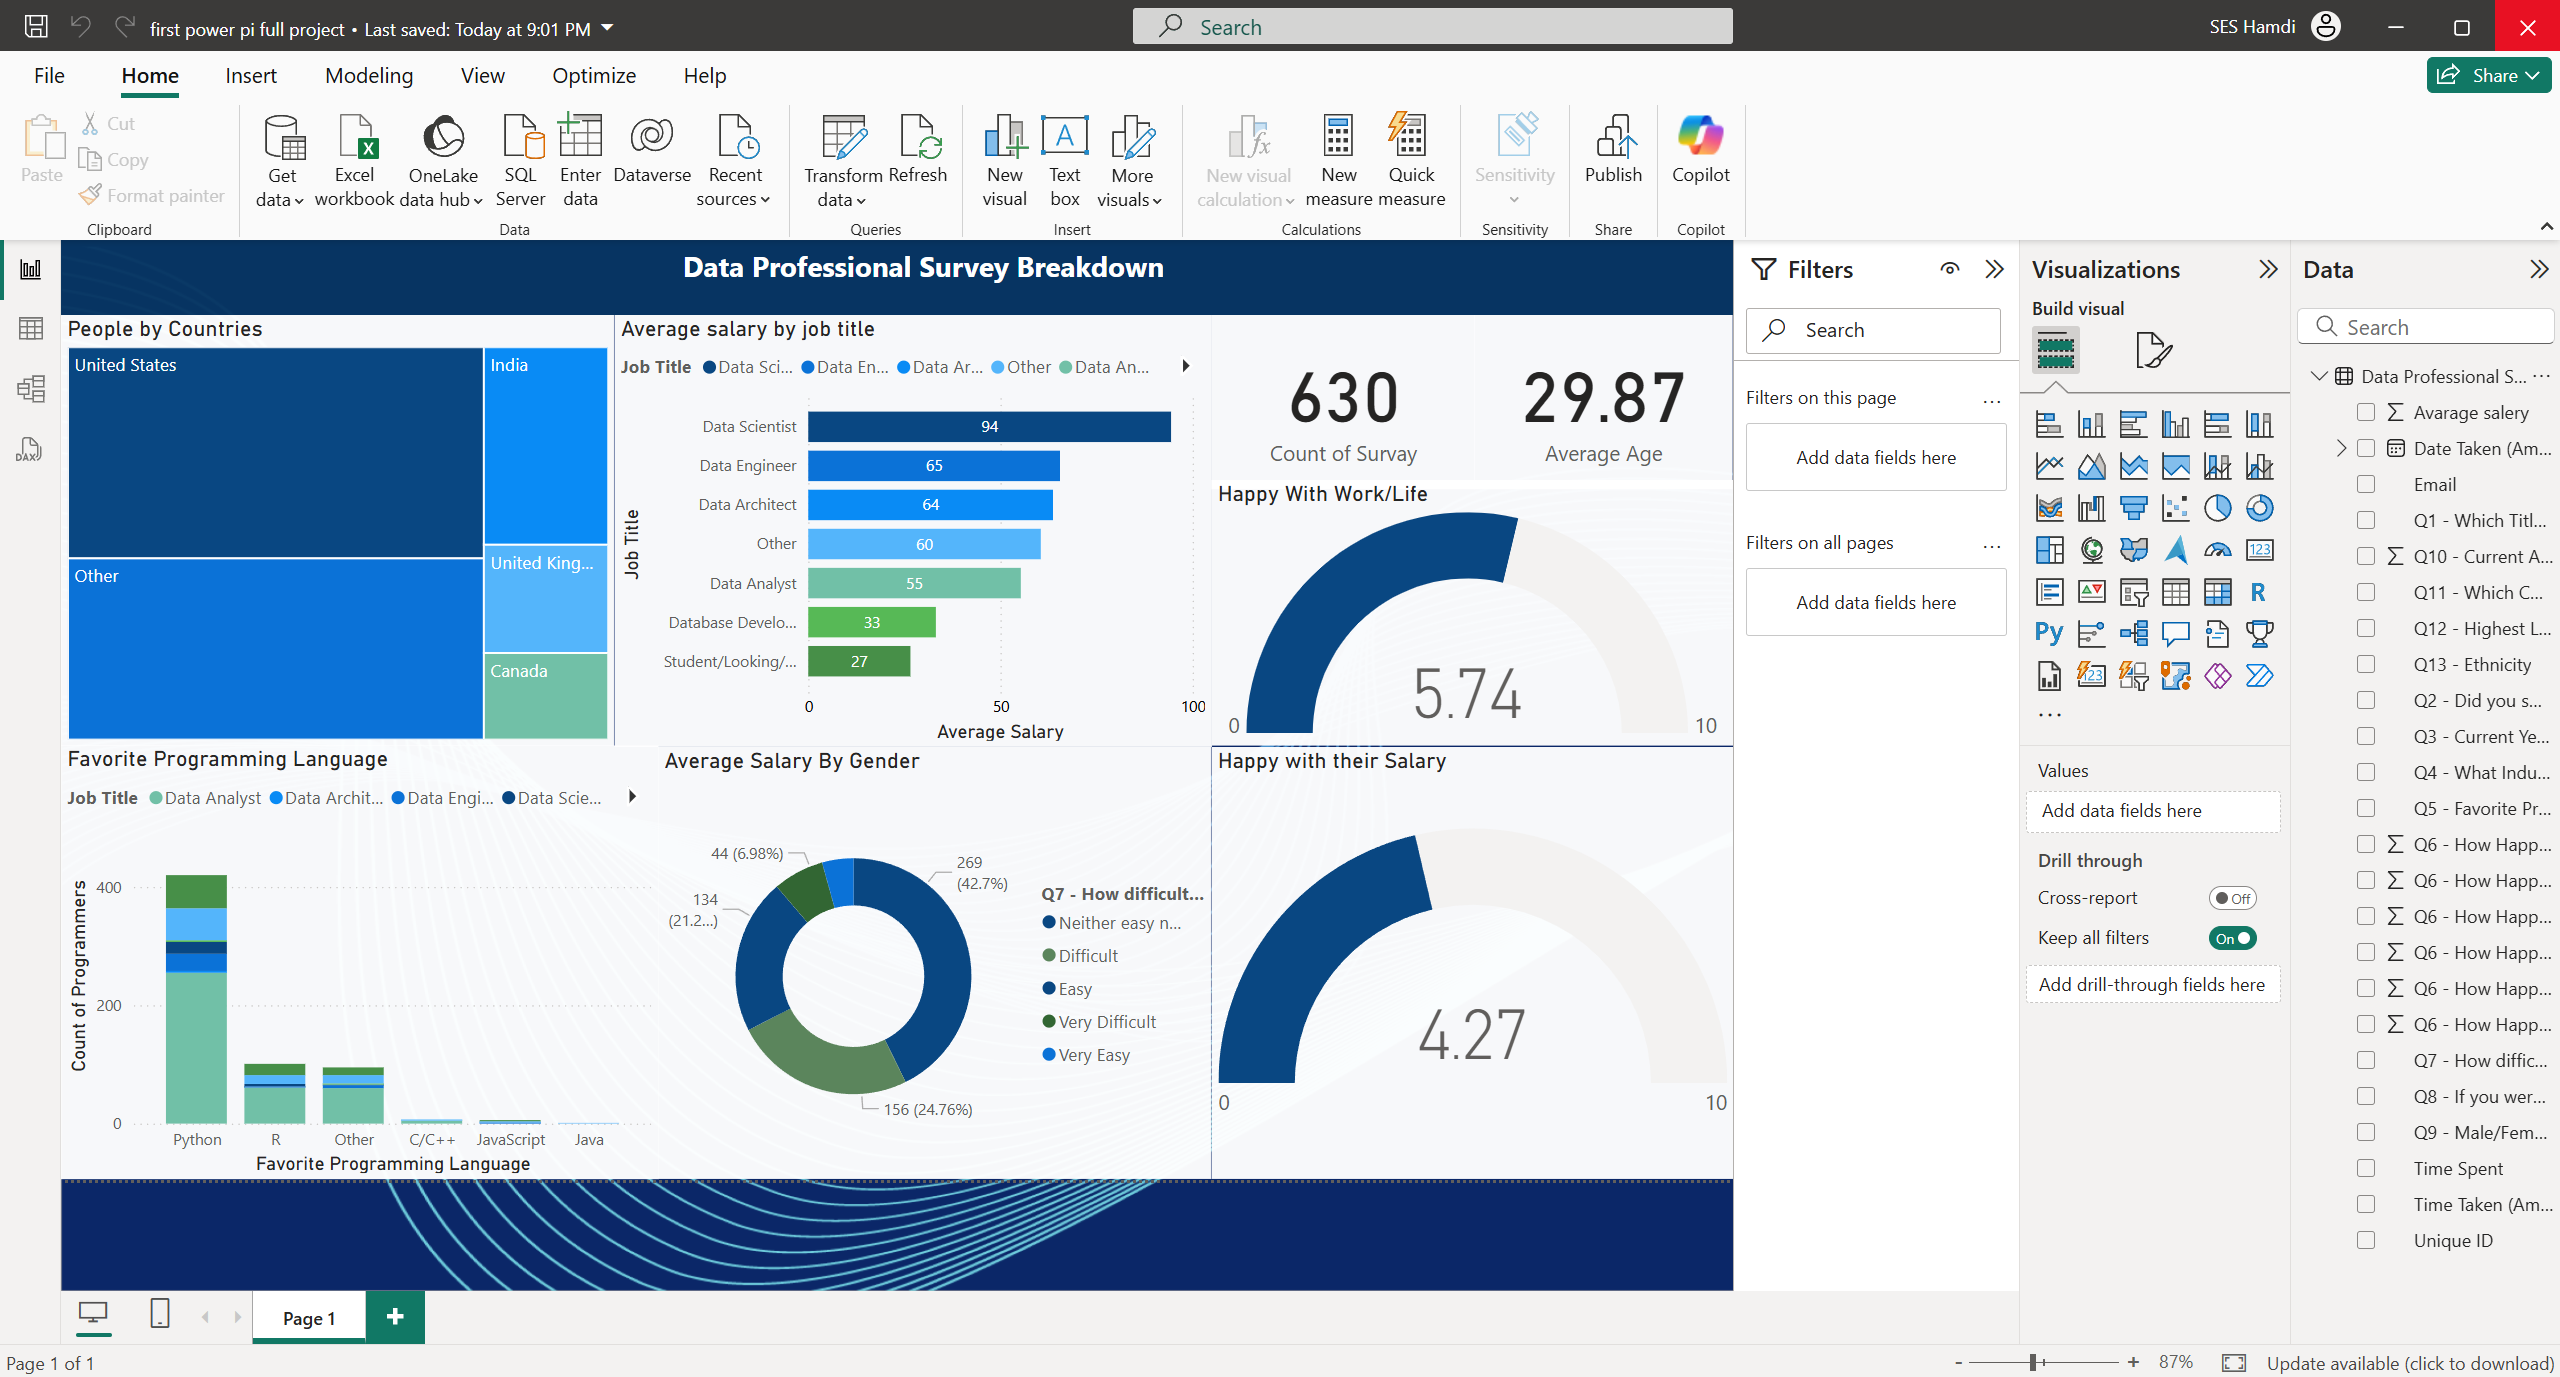 first power pi full project • Last saved: Today at 9:01 PM
Search
SES Hamdi
File
Home
Insert
Modeling
View
Optimize
Help
Share
Paste
Cut
Copy
Format painter
Clipboard
Get data
Excel workbook
OneLake data hub
SQL Server
Enter data
Dataverse
Recent sources
Data
Transform data
Refresh
Queries
New visual
Text box
More visuals
Insert
New visual calculation
New measure
Quick measure
Calculations
Sensitivity
Sensitivity
Publish
Share
Copilot
Copilot
Data Professional Survey Breakdown
People by Countries
United States
India
Other
United King...
Canada
Average salary by job title
Job Title
Data Sci...
Data En...
Data Ar...
Other
Data An...
Job Title
Data Scientist
94
Data Engineer
65
Data Architect
64
Other
60
Data Analyst
55
Database Develo...
33
Student/Looking/...
27
0
50
100
Average Salary
630
Count of Survay
29.87
Average Age
Happy With Work/Life
5.74
0
10
Favorite Programming Language
Job Title
Data Analyst
Data Archit...
Data Engi...
Data Scie...
Count of Programmers
400
200
0
Python
R
Other
C/C++
JavaScript
Java
Favorite Programming Language
Average Salary By Gender
44 (6.98%)
269
(42.7%)
134
(21.2...)
156 (24.76%)
Q7 - How difficult...
Neither easy n...
Difficult
Easy
Very Difficult
Very Easy
Happy with their Salary
4.27
0
10
Filters
Search
Filters on this page
...
Add data fields here
Filters on all pages
...
Add data fields here
Visualizations
Build visual
123
R
Py
123
...
Values
Add data fields here
Drill through
Cross-report
Off
Keep all filters
On
Add drill-through fields here
Data
Search
Data Professional S...
...
Avarage salery
Date Taken (Am...
Email
Q1 - Which Titl...
Q10 - Current A...
Q11 - Which C...
Q12 - Highest L...
Q13 - Ethnicity
Q2 - Did you s...
Q3 - Current Ye...
Q4 - What Indu...
Q5 - Favorite Pr...
Q6 - How Happ...
Q6 - How Happ...
Q6 - How Happ...
Q6 - How Happ...
Q6 - How Happ...
Q6 - How Happ...
Q7 - How diffic...
Q8 - If you wer...
Q9 - Male/Fem...
Time Spent
Time Taken (Am...
Unique ID
DAX
Page 1
+
Page 1 of 1
-
+
87%
Update available (click to download)